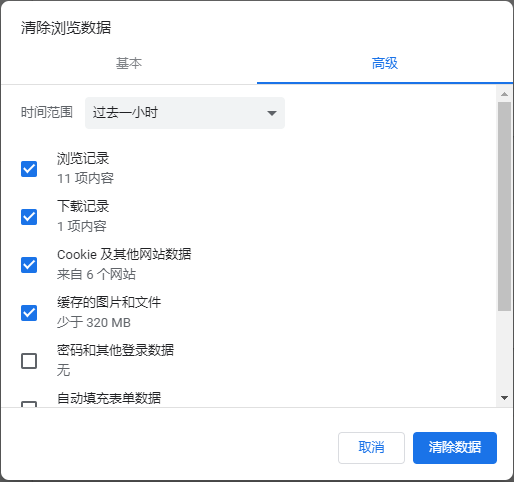 清除浏览数据
基本
高级
时间范围
过去一小时
浏览记录
11 项内容
下载记录
1 项内容
Cookie 及其他网站数据
来自 6 个网站
缓存的图片和文件
少于 320 MB
密码和其他登录数据
无
自动填充表单数据
取消
清除数据